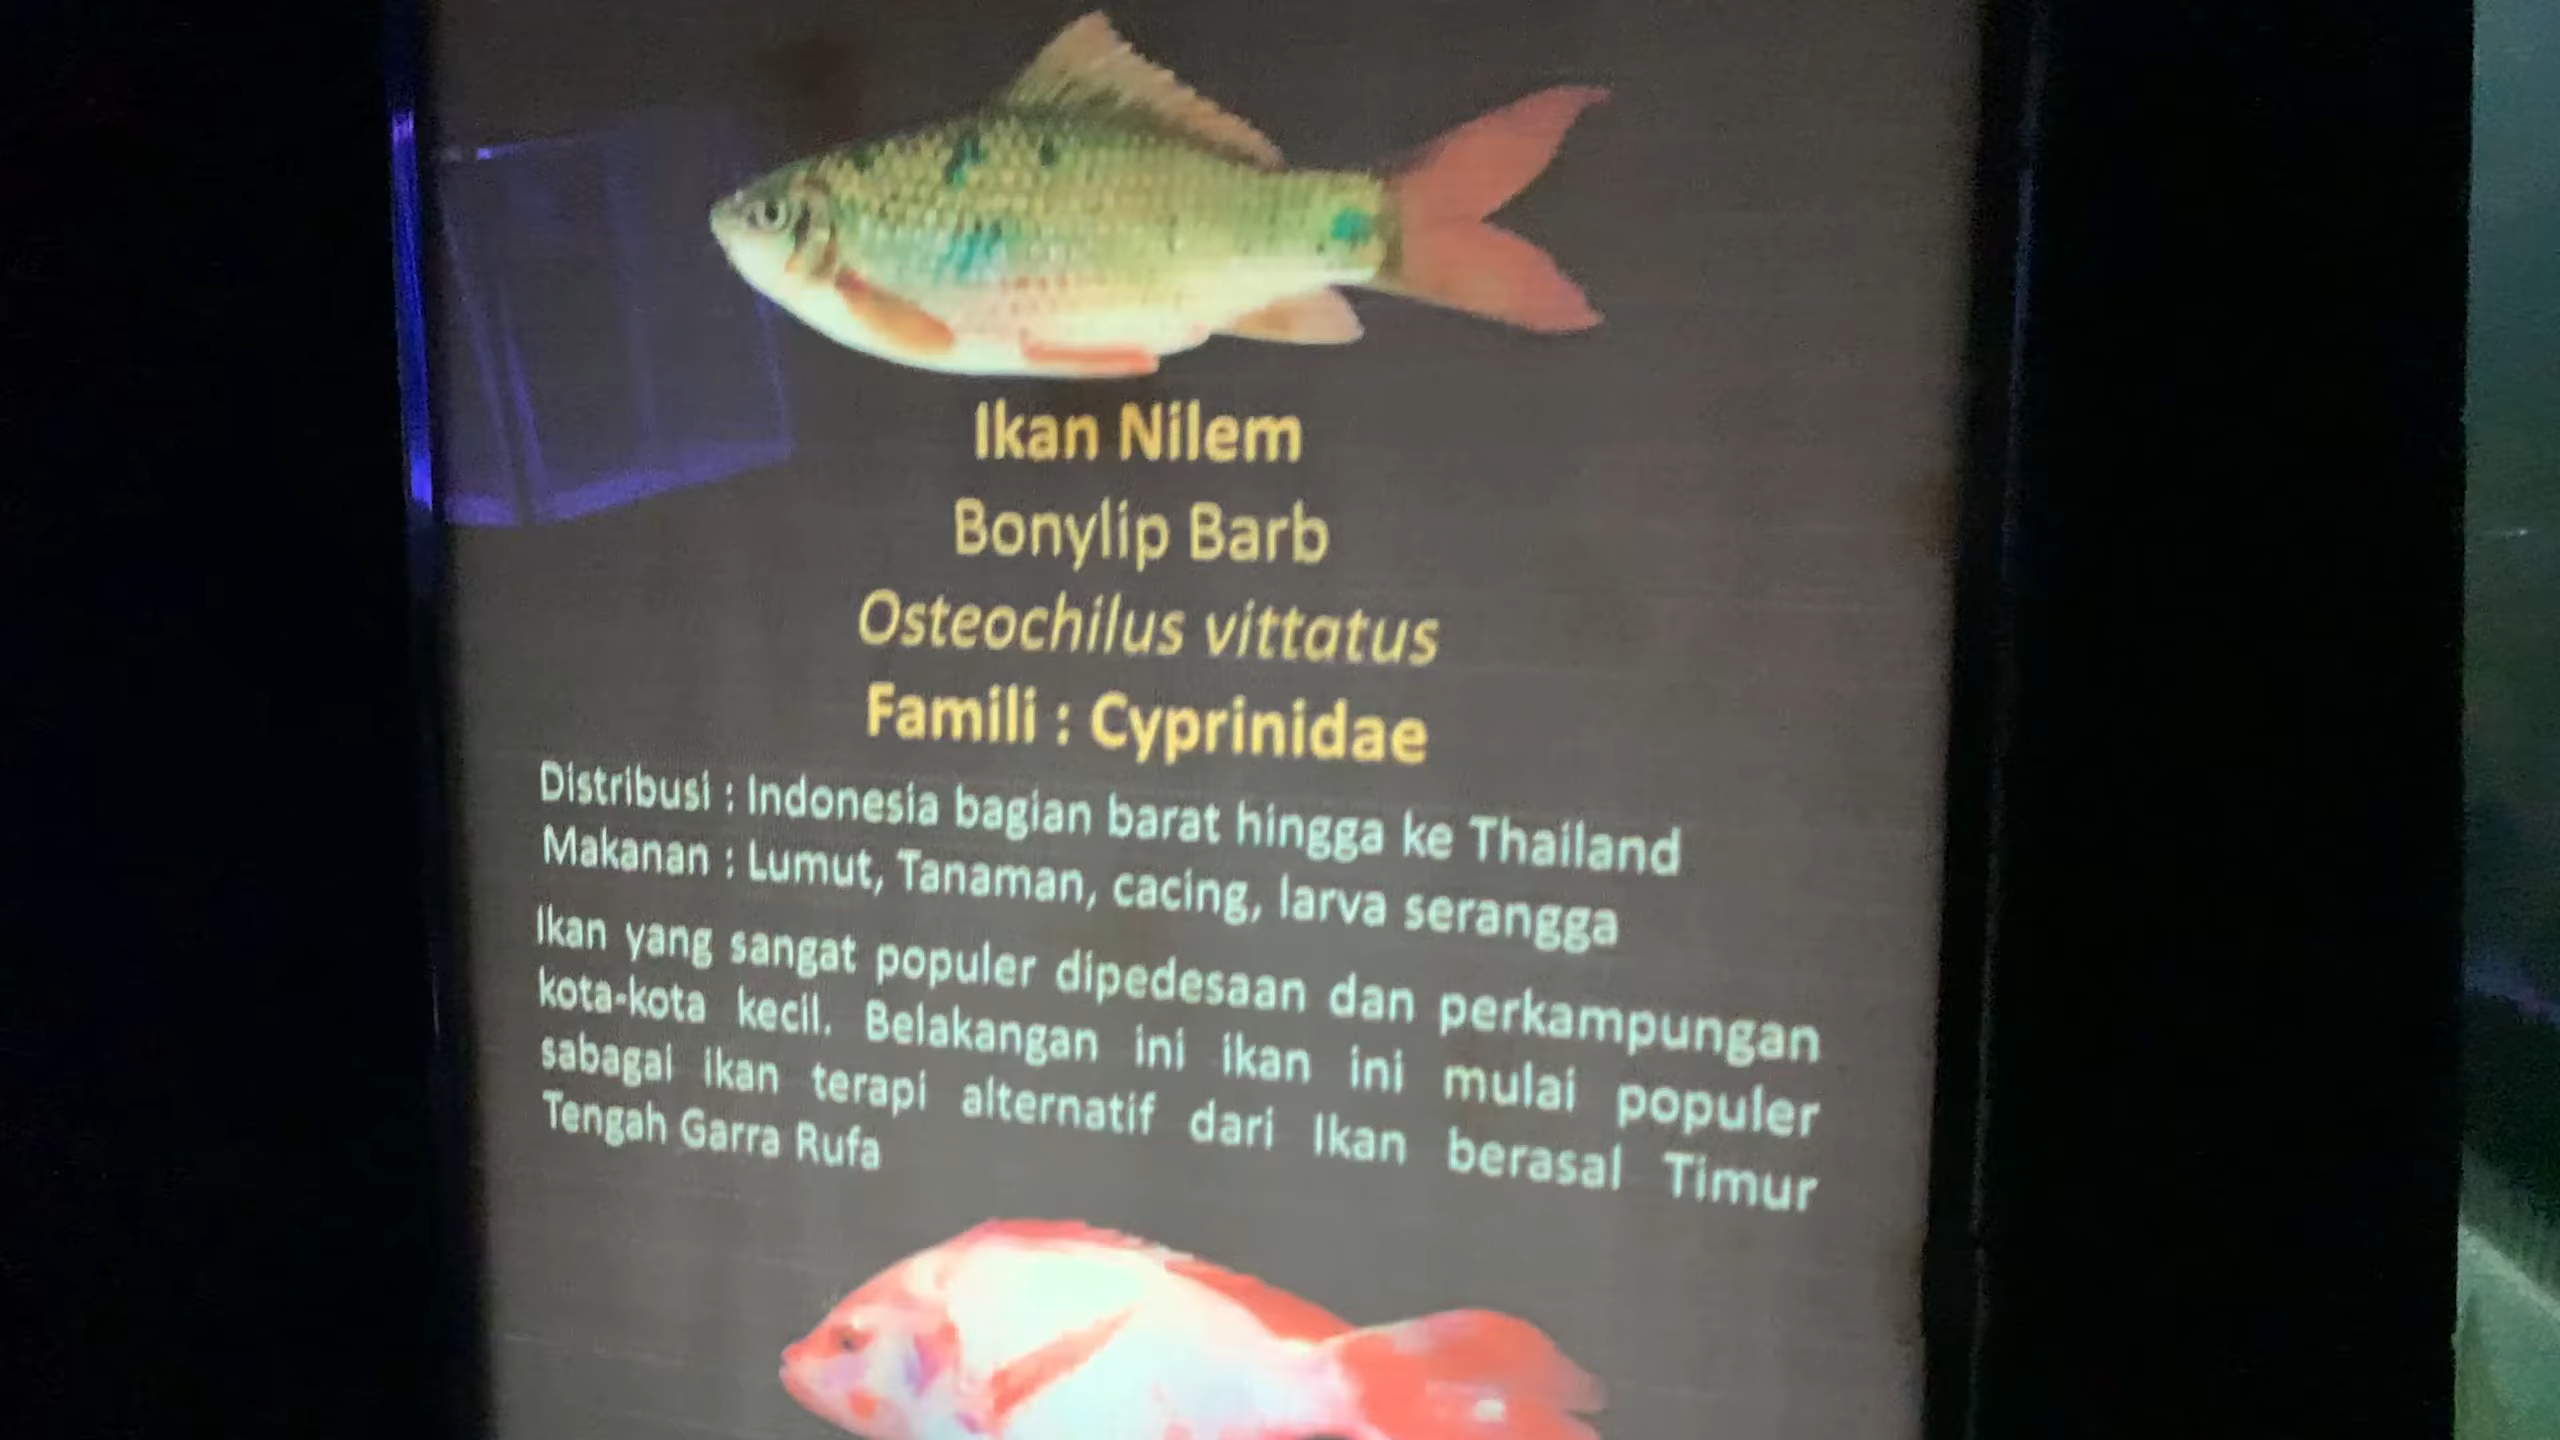 Ikan Nilem
Bonylip Barb
Osteochilus vittatus
Famili : Cyprinidae
Distribusi : Indonesia bagian barat hingga ke Thailand
Makanan : Lumut, Tanaman, cacing, larva serangga
Ikan yang sangat populer dipedesaan dan perkampungan
kota-kota kecil. Belakangan ini ikan ini mulai populer
sabagai ikan terapi alternatif dari Ikan berasal Timur
Tengah Garra Rufa